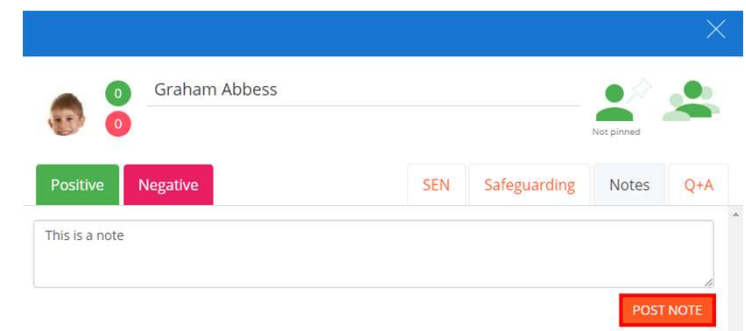 0
Graham Abbess
0
Not pinned
Positive
Negative
SEN
Safeguarding
Notes
Q+A
This is a note
POST NOTE